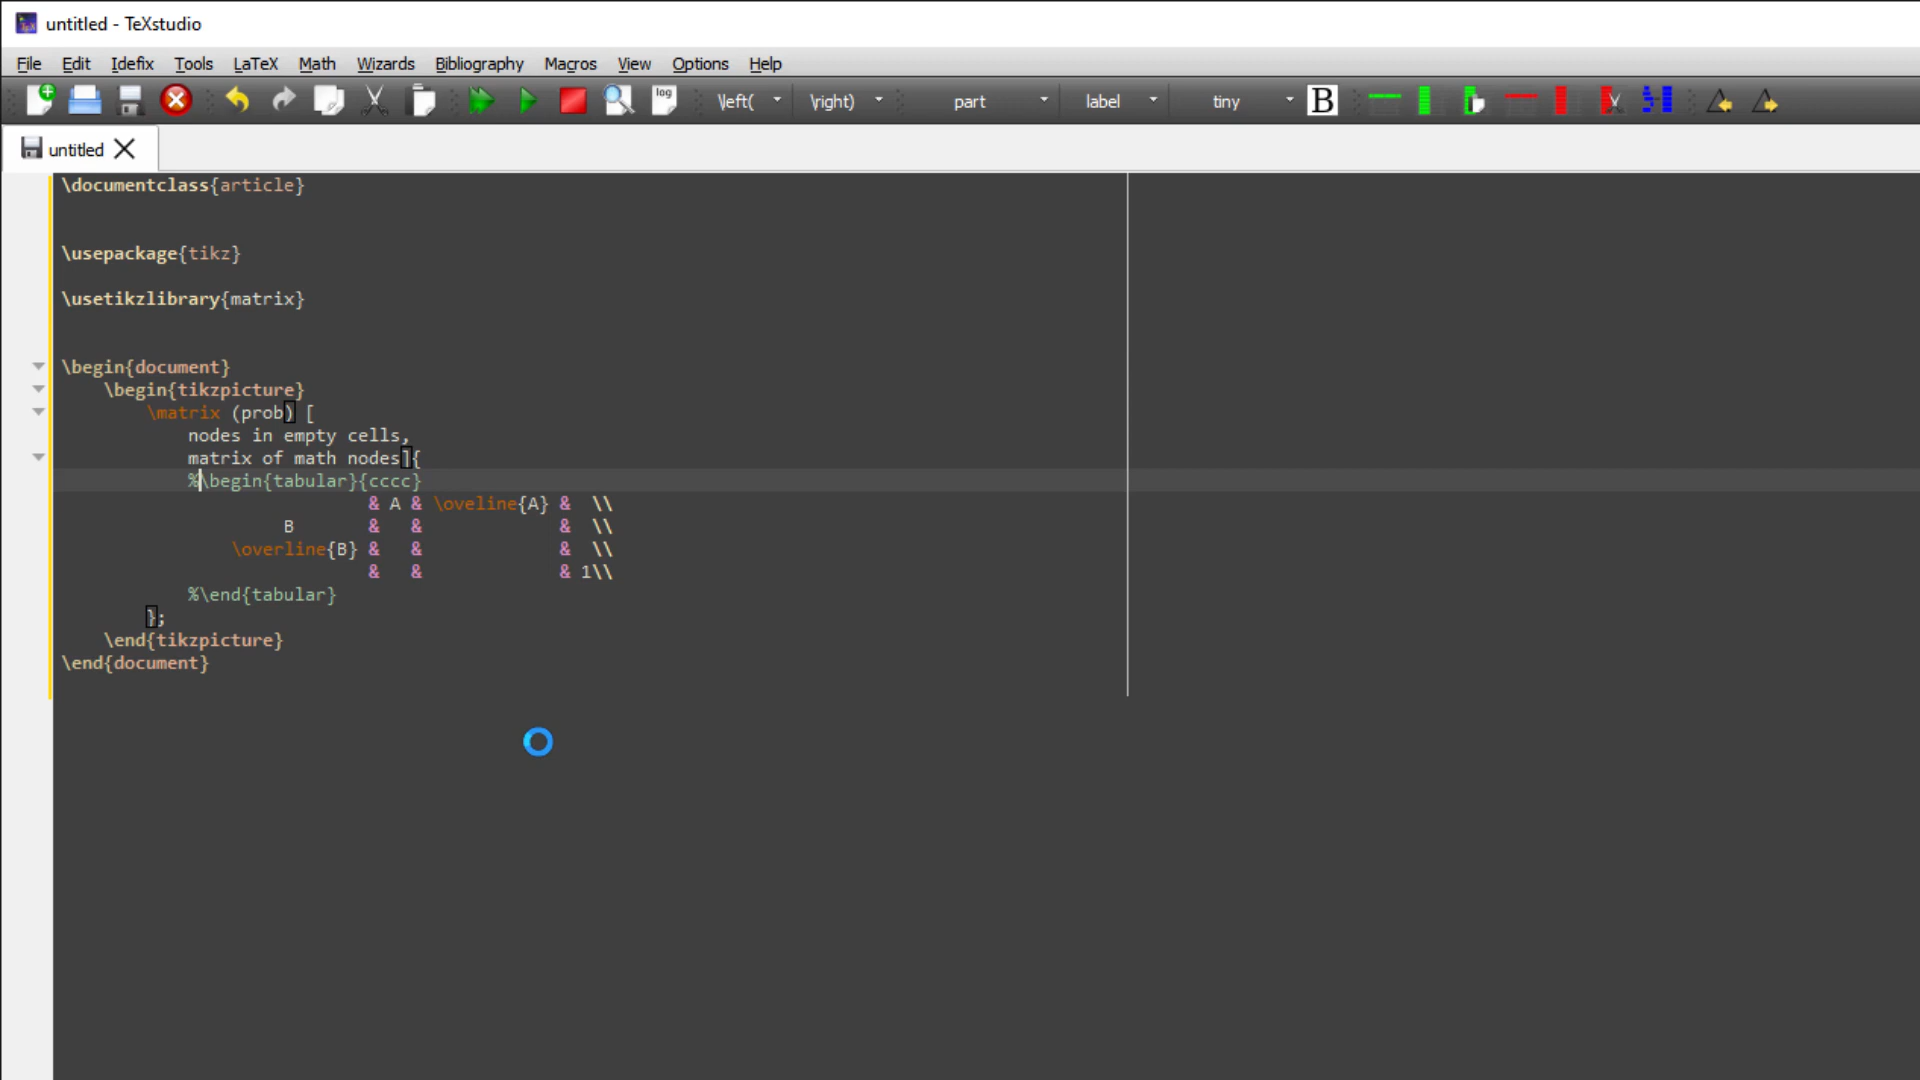 untitled - TeXstudio
File Edit Idefix Tools LaTeX Math Wizards Bibliography Macros View Options Help
log \left( \right) part label tiny B
untitled
\documentclass{article}
\usepackage{tikz}
\usetikzlibrary{matrix}
\begin{document}
\begin{tikzpicture}
\matrix (prob) [
nodes in empty cells,
matrix of math nodes]{
%\begin{tabular}{cccc}
& A & \oveline{A} & \\
B & & & \\
\overline{B} & & & \\
& & & 1\\
%\end{tabular}
};
\end{tikzpicture}
\end{document}